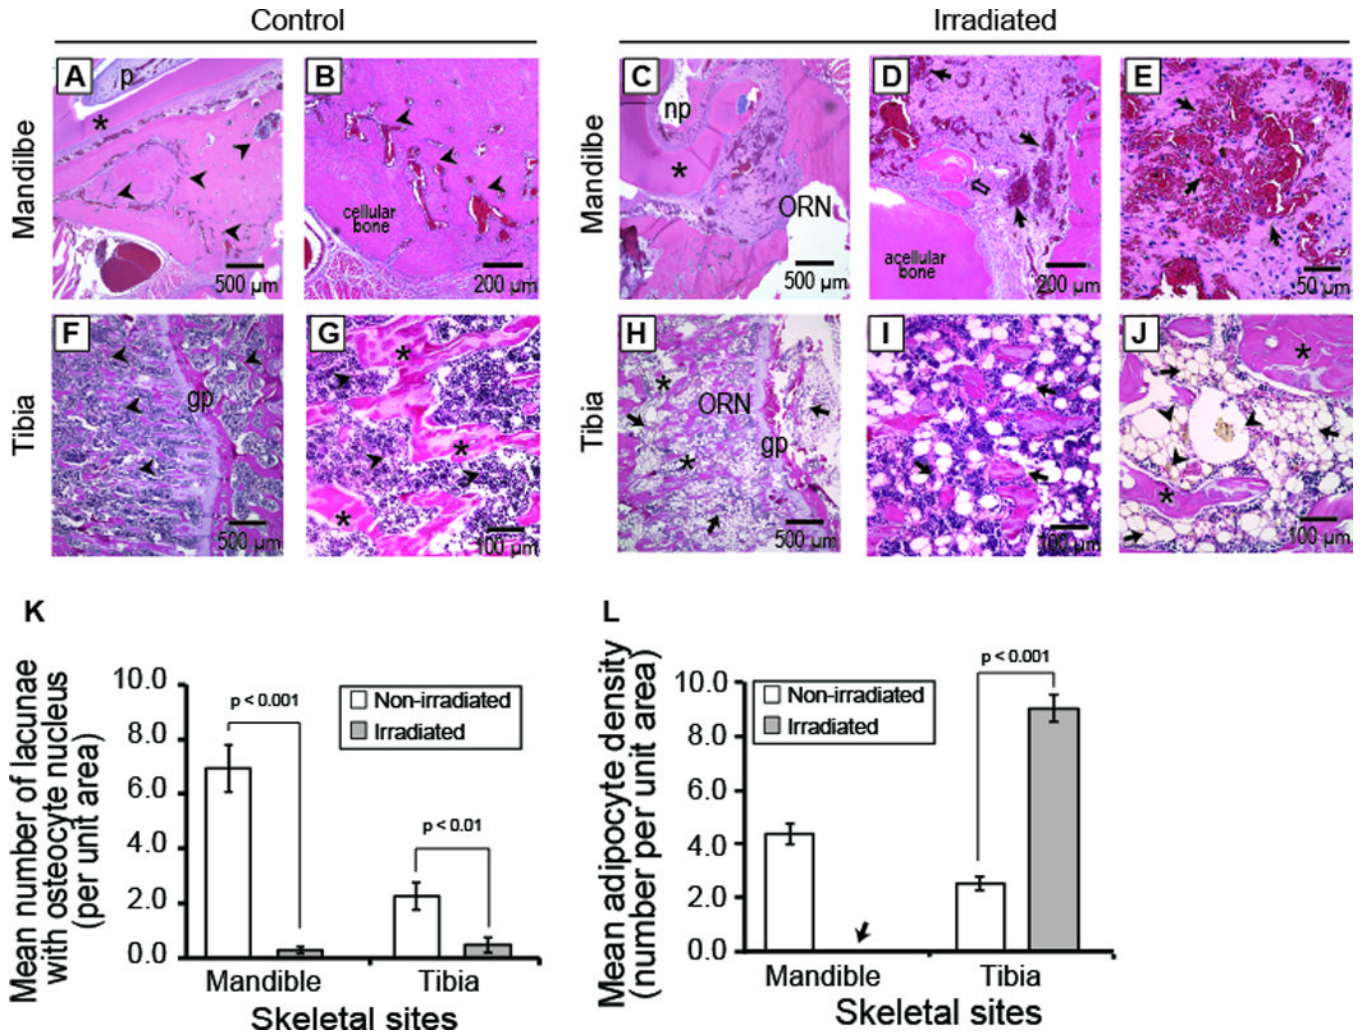 Control
Irradiated
Mandilbe
A
p
*
500 µm
B
cellular
bone
200 µm
Mandilbe
C
np
*
ORN
500 µm
D
acellular
bone
200 µm
E
50 µm
Tibia
F
gp
500 µm
G
*
*
*
100 µm
Tibia
H
*
ORN
*
gp
500 µm
I
100 µm
J
*
*
100 µm
K
Mean number of lacunae
with osteocyte nucleus
(per unit area)
10.0
8.0
6.0
4.0
2.0
0.0
p < 0.001
p < 0.01
Non-irradiated
Irradiated
Mandible
Tibia
Skeletal sites
L
Mean adipocyte density
(number per unit area)
10.0
8.0
6.0
4.0
2.0
0.0
p < 0.001
Non-irradiated
Irradiated
Mandible
Tibia
Skeletal sites